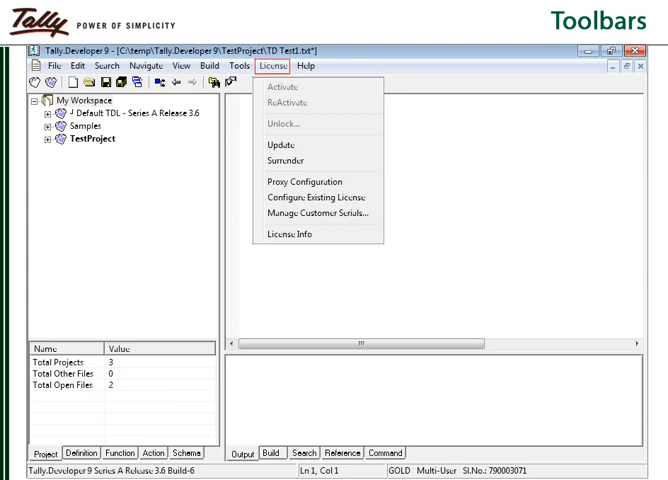 Tally POWER OF SIMPLICITY
Toolbars
Tally.Developer 9 - [C:\temp\Tally.Developer 9\TestProject\TD Test1.txt*]
File Edit Search Navigate View Build Tools License Help
Activate
ReActivate
Unlock...
Update
Surrender
Proxy Configuration
Configure Existing License
Manage Customer Serials...
License Info
My Workspace
Default TDL - Series A Release 3.6
Samples
TestProject
Name Value
Total Projects 3
Total Other Files 0
Total Open Files 2
Project Definition Function Action Schema
Output Build Search Reference Command
Tally.Developer 9 Series A Release 3.6 Build-6 Ln 1, Col 1 GOLD Multi-User Sl.No.: 790003071